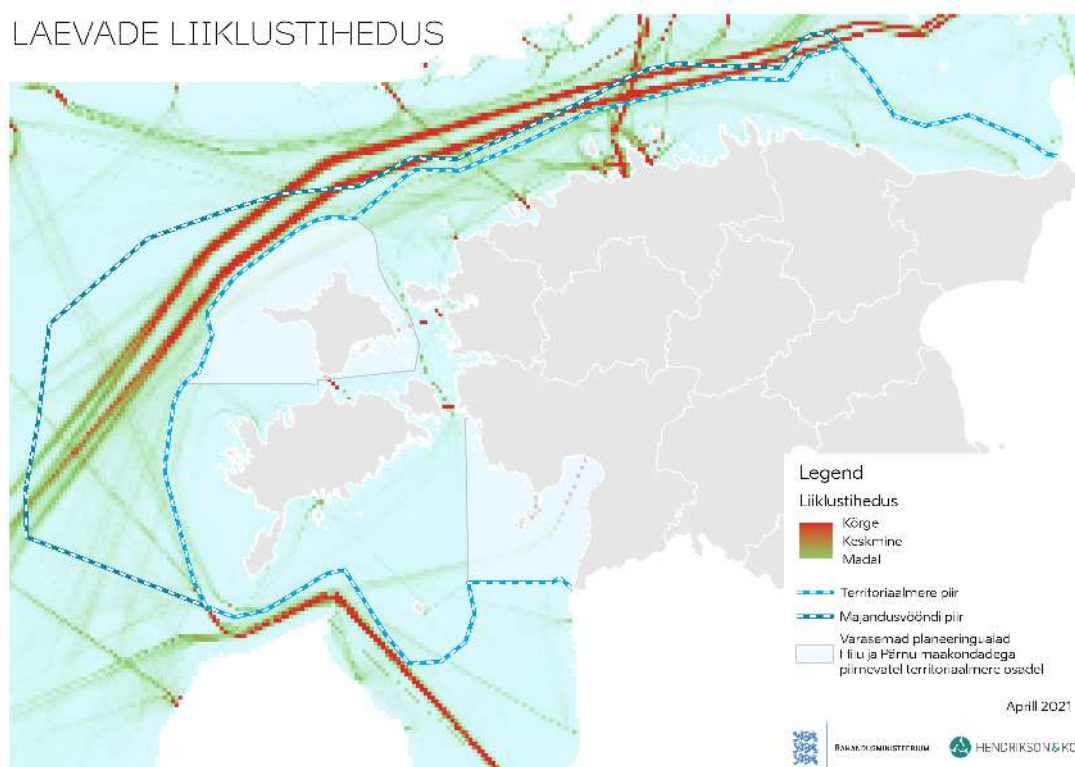 LAEVADE LIIKLUSTIHEDUS
Legend
Liiklustihedus
Kõrge
Keskmine
Madal
Territoriaalmere piir
Majandusvööndi piir
Varasemad planeeringualad
Hiiu ja Pärnu maakondadega
piirnevatel territoriaalmere osadel
Aprill 2021
RAHANDUSMINISTEERIUM
HENDRIKSON & KO